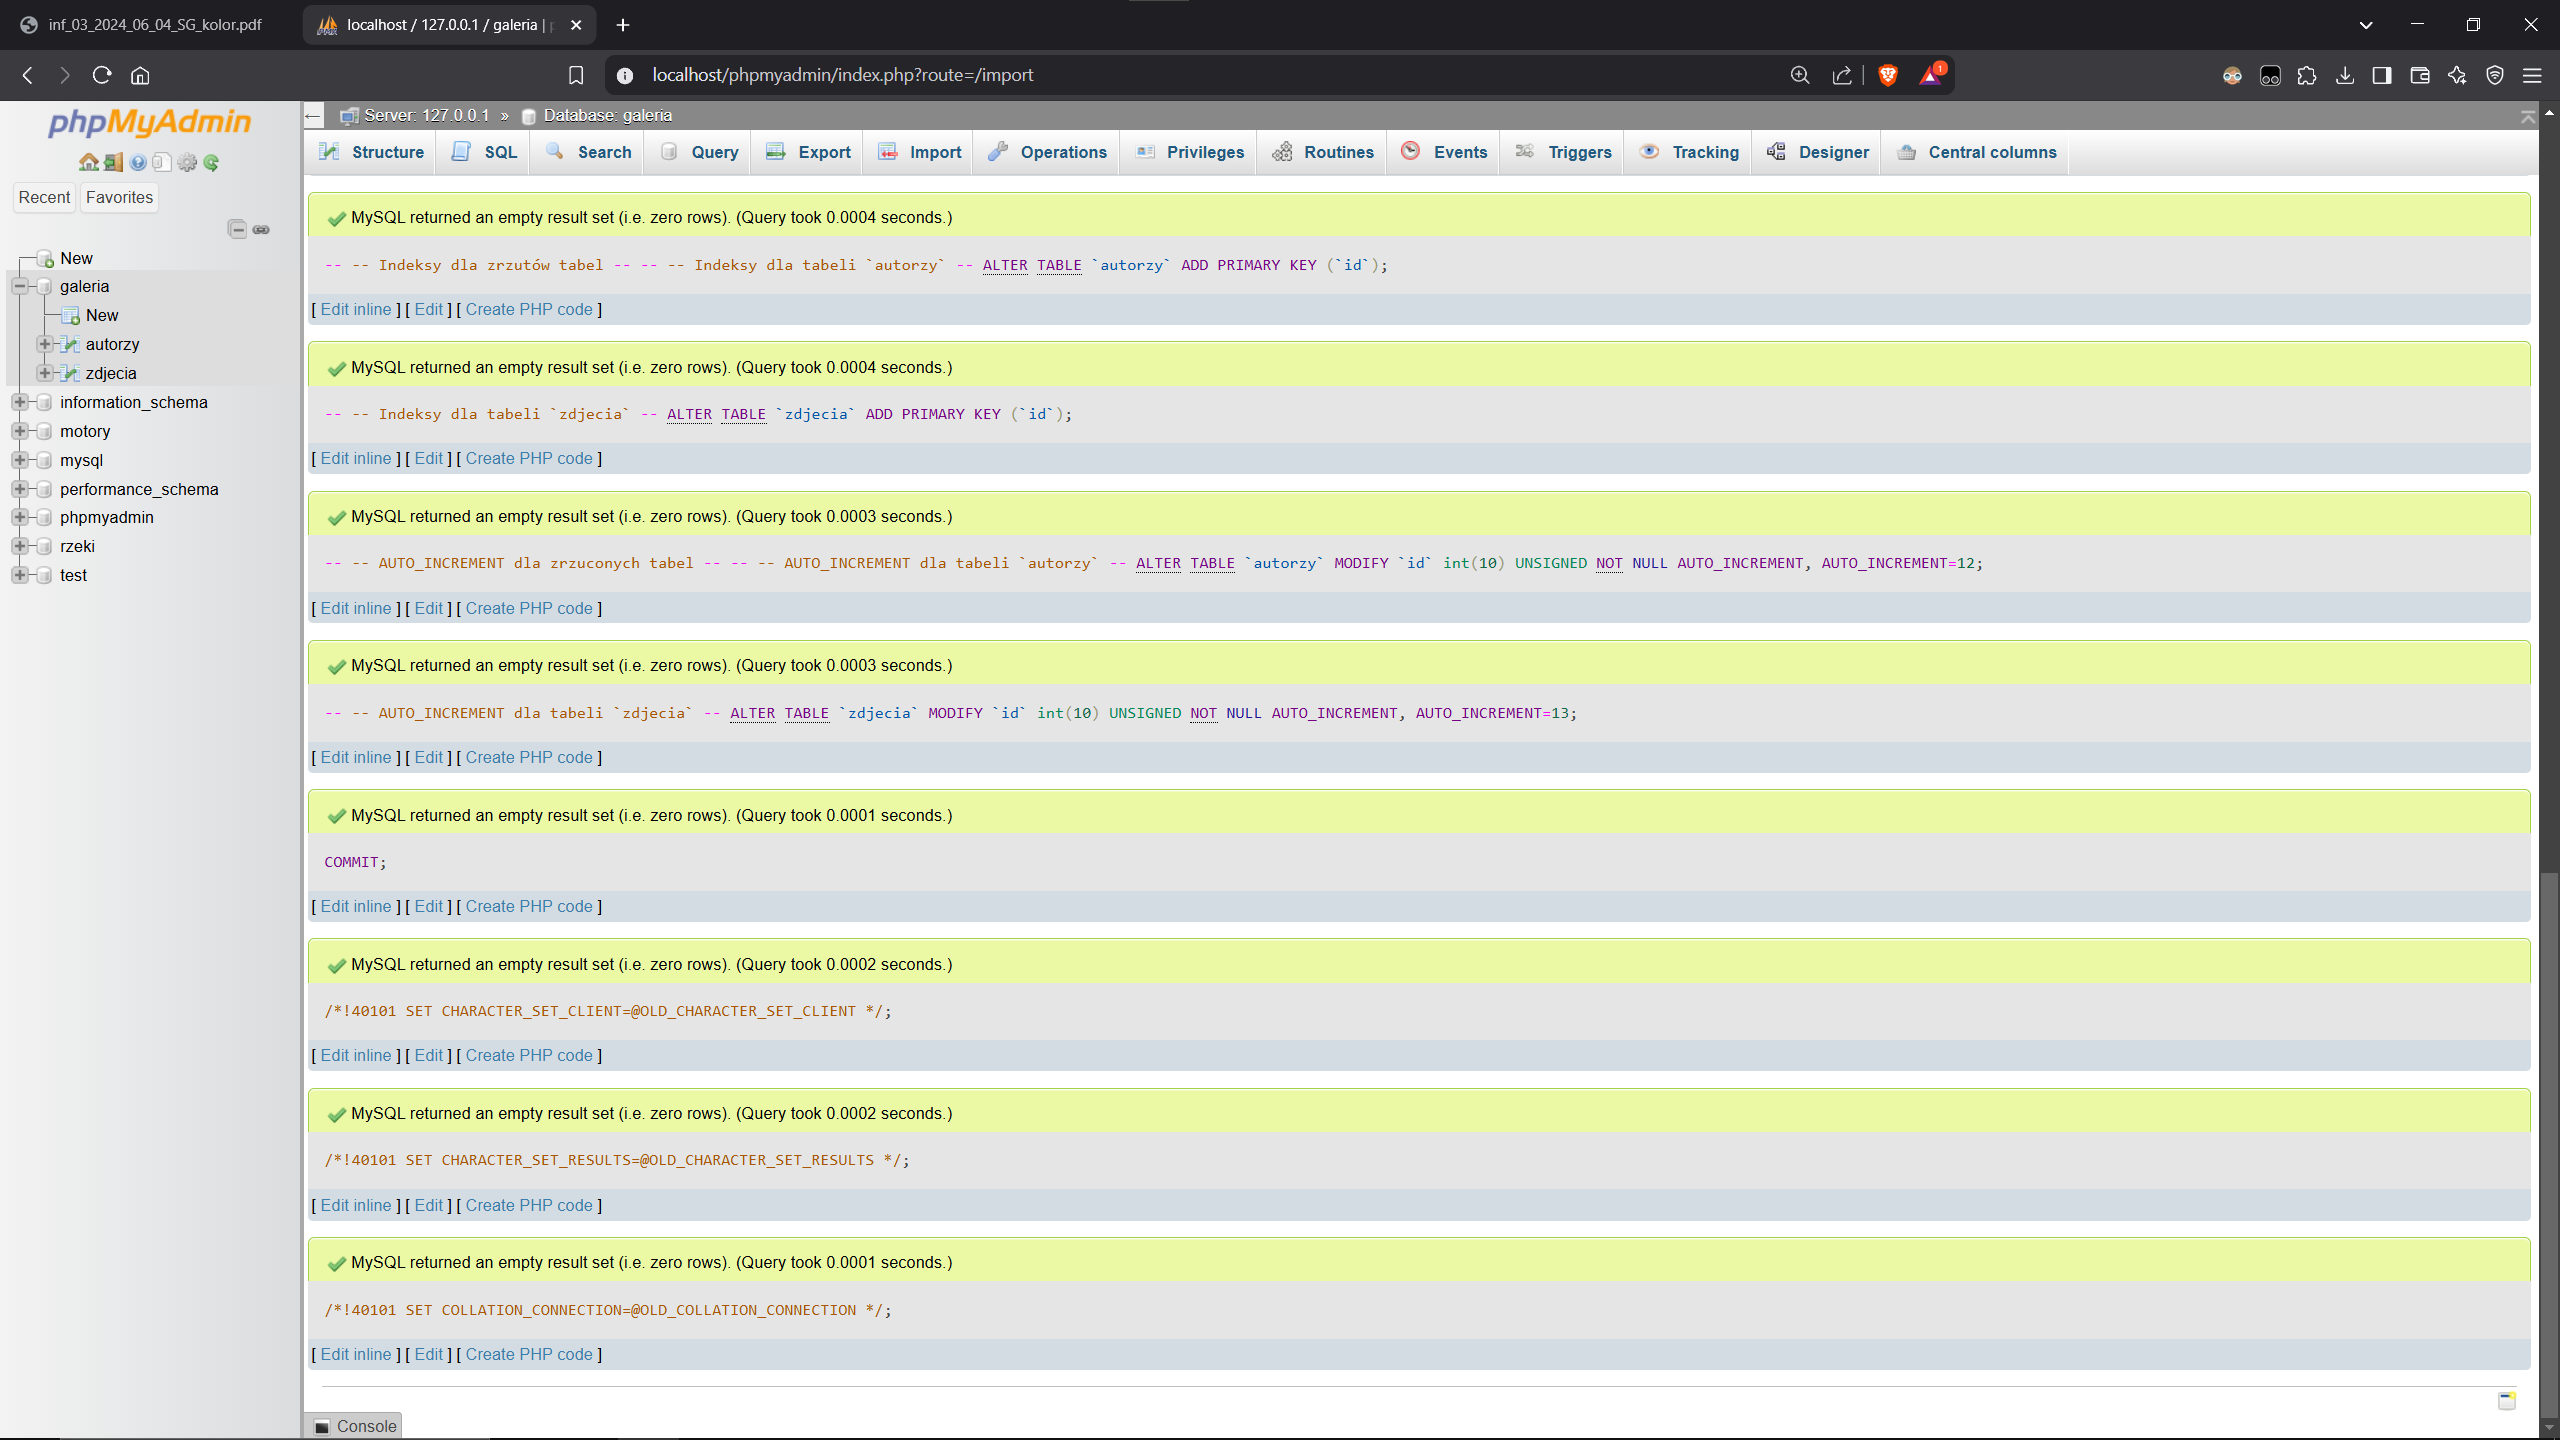 inf_03_2024_06_04_SG_kolor.pdf
localhost / 127.0.0.1 / galeria |
localhost/phpmyadmin/index.php?route=/import
1
phpMyAdmin
Recent Favorites
New
galeria
New
autorzy
zdjecia
information_schema
motory
mysql
performance_schema
phpmyadmin
rzeki
test
Server: 127.0.0.1 » Database: galeria
Structure SQL Search Query Export Import Operations Privileges Routines Events Triggers Tracking Designer Central columns
MySQL returned an empty result set (i.e. zero rows). (Query took 0.0004 seconds.)
-- -- Indeksy dla zrzutów tabel -- -- -- Indeksy dla tabeli `autorzy` -- ALTER TABLE `autorzy` ADD PRIMARY KEY (`id`);
[ Edit inline ] [ Edit ] [ Create PHP code ]
MySQL returned an empty result set (i.e. zero rows). (Query took 0.0004 seconds.)
-- -- Indeksy dla tabeli `zdjecia` -- ALTER TABLE `zdjecia` ADD PRIMARY KEY (`id`);
[ Edit inline ] [ Edit ] [ Create PHP code ]
MySQL returned an empty result set (i.e. zero rows). (Query took 0.0003 seconds.)
-- -- AUTO_INCREMENT dla zrzuconych tabel -- -- -- AUTO_INCREMENT dla tabeli `autorzy` -- ALTER TABLE `autorzy` MODIFY `id` int(10) UNSIGNED NOT NULL AUTO_INCREMENT, AUTO_INCREMENT=12;
[ Edit inline ] [ Edit ] [ Create PHP code ]
MySQL returned an empty result set (i.e. zero rows). (Query took 0.0003 seconds.)
-- -- AUTO_INCREMENT dla tabeli `zdjecia` -- ALTER TABLE `zdjecia` MODIFY `id` int(10) UNSIGNED NOT NULL AUTO_INCREMENT, AUTO_INCREMENT=13;
[ Edit inline ] [ Edit ] [ Create PHP code ]
MySQL returned an empty result set (i.e. zero rows). (Query took 0.0001 seconds.)
COMMIT;
[ Edit inline ] [ Edit ] [ Create PHP code ]
MySQL returned an empty result set (i.e. zero rows). (Query took 0.0002 seconds.)
/*!40101 SET CHARACTER_SET_CLIENT=@OLD_CHARACTER_SET_CLIENT */;
[ Edit inline ] [ Edit ] [ Create PHP code ]
MySQL returned an empty result set (i.e. zero rows). (Query took 0.0002 seconds.)
/*!40101 SET CHARACTER_SET_RESULTS=@OLD_CHARACTER_SET_RESULTS */;
[ Edit inline ] [ Edit ] [ Create PHP code ]
MySQL returned an empty result set (i.e. zero rows). (Query took 0.0001 seconds.)
/*!40101 SET COLLATION_CONNECTION=@OLD_COLLATION_CONNECTION */;
[ Edit inline ] [ Edit ] [ Create PHP code ]
Console